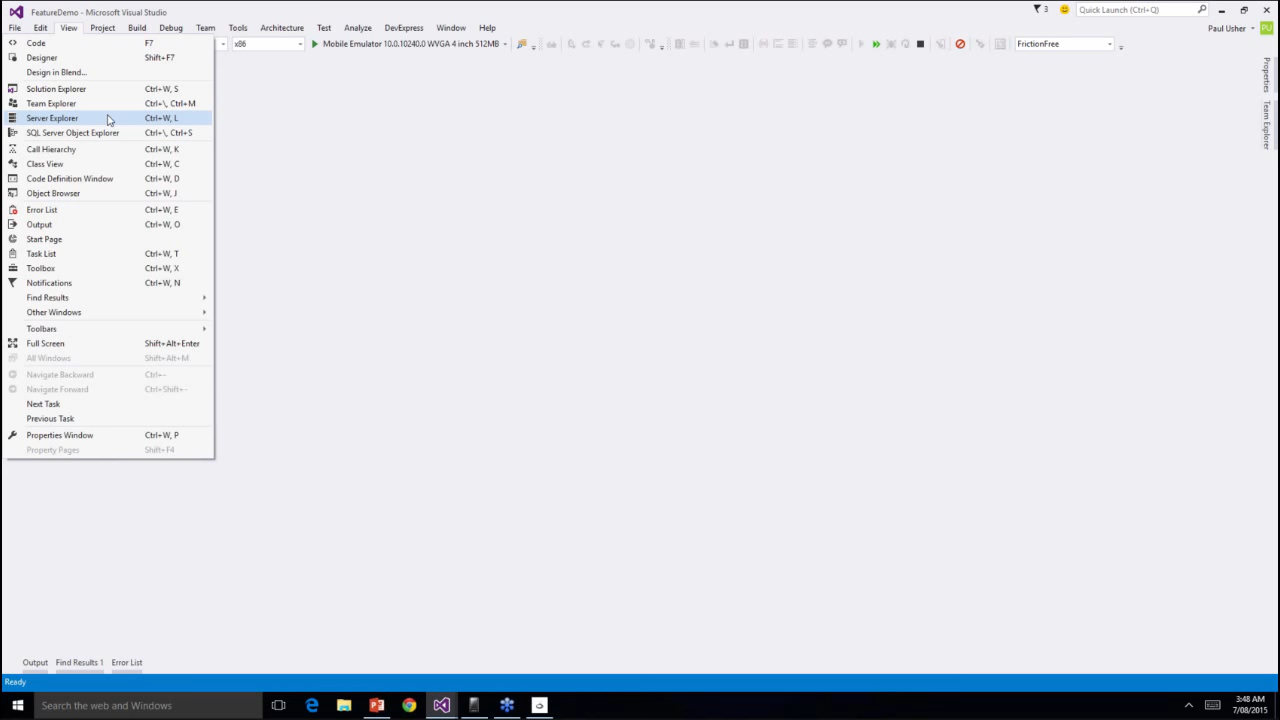 FeatureDemo - Microsoft Visual Studio
3
Quick Launch (Ctrl+Q)
File Edit View Project Build Debug Team Tools Architecture Test Analyze DevExpress Window Help
Paul Usher
PU
x86
Mobile Emulator 10.0.10240.0 WVGA 4 inch 512MB
FrictionFree
Code F7
Designer Shift+F7
Design in Blend...
Solution Explorer Ctrl+W, S
Team Explorer Ctrl+\, Ctrl+M
Server Explorer Ctrl+W, L
SQL Server Object Explorer Ctrl+\, Ctrl+S
Call Hierarchy Ctrl+W, K
Class View Ctrl+W, C
Code Definition Window Ctrl+W, D
Object Browser Ctrl+W, J
Error List Ctrl+W, E
Output Ctrl+W, O
Start Page
Task List Ctrl+W, T
Toolbox Ctrl+W, X
Notifications Ctrl+W, N
Find Results
Other Windows
Toolbars
Full Screen Shift+Alt+Enter
All Windows Shift+Alt+M
Navigate Backward Ctrl+-
Navigate Forward Ctrl+Shift+-
Next Task
Previous Task
Properties Window Ctrl+W, P
Property Pages Shift+F4
Properties
Team Explorer
Output Find Results 1 Error List
Ready
Search the web and Windows
3:48 AM
7/08/2015